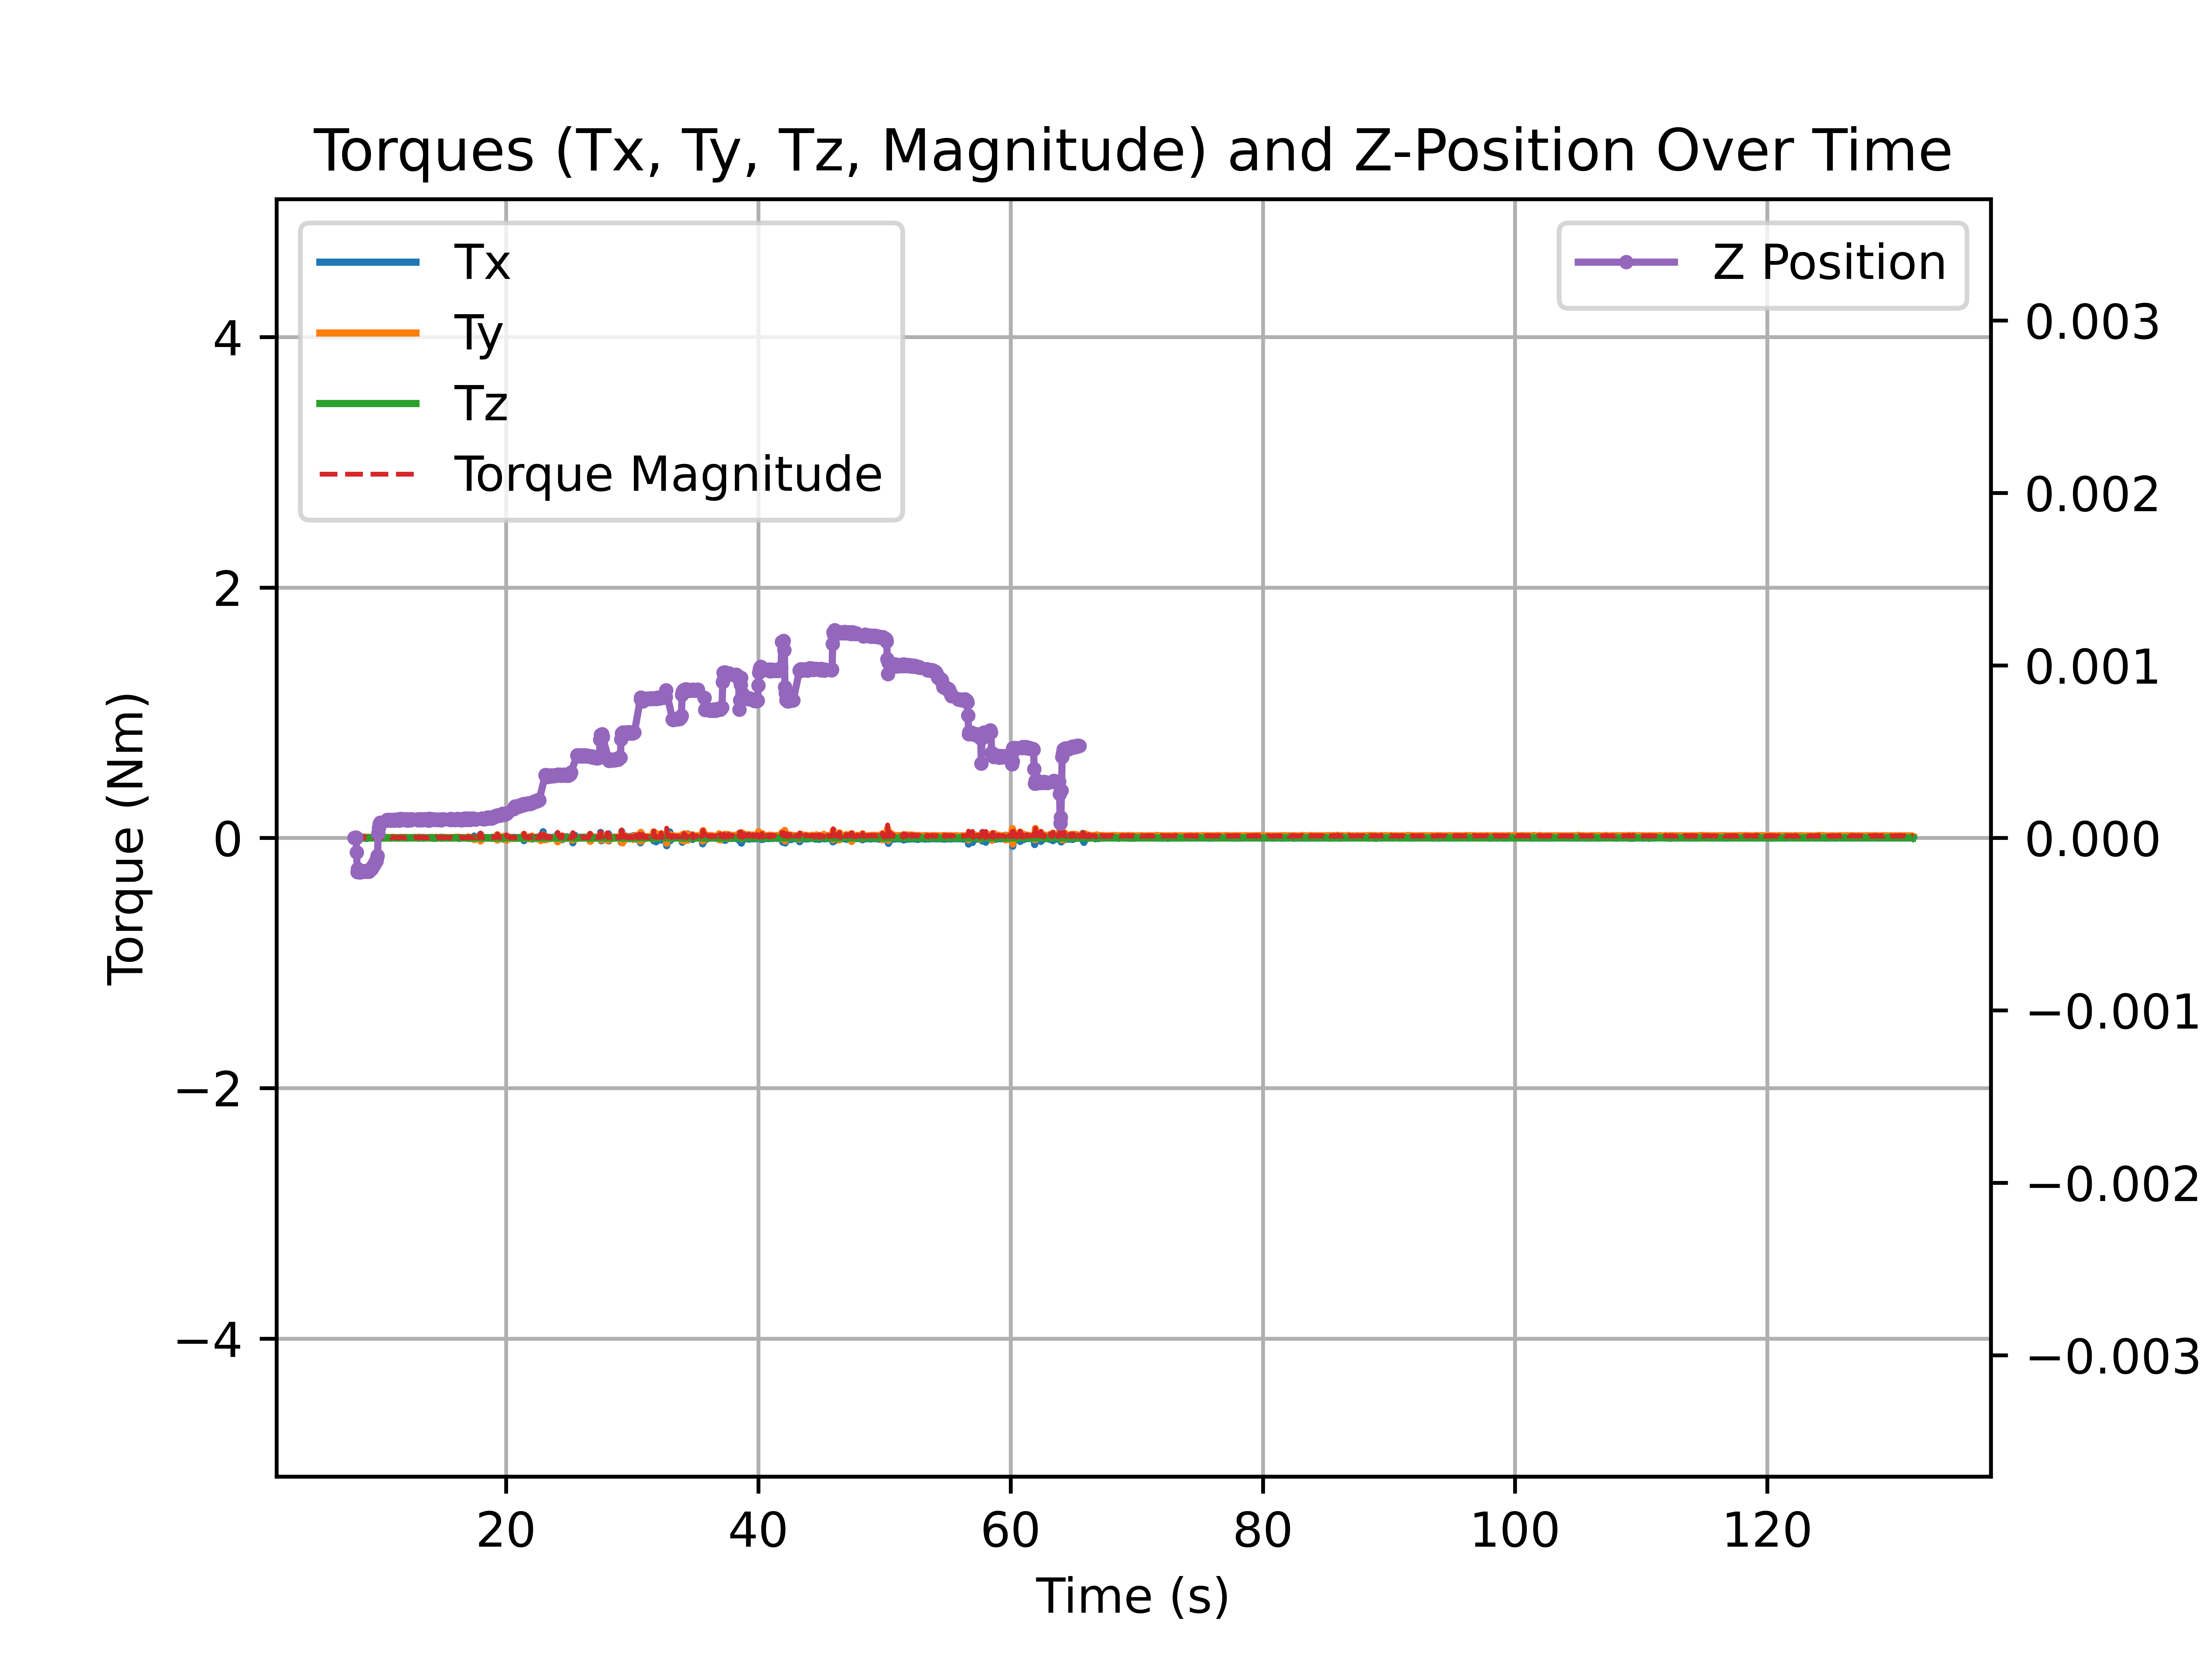 Torques (Tx, Ty, Tz, Magnitude) and Z-Position Over Time
Tx
Ty
Tz
Torque Magnitude
Z Position
4
2
0
−2
−4
Torque (Nm)
0.003
0.002
0.001
0.000
−0.001
−0.002
−0.003
20 40 60 80 100 120
Time (s)